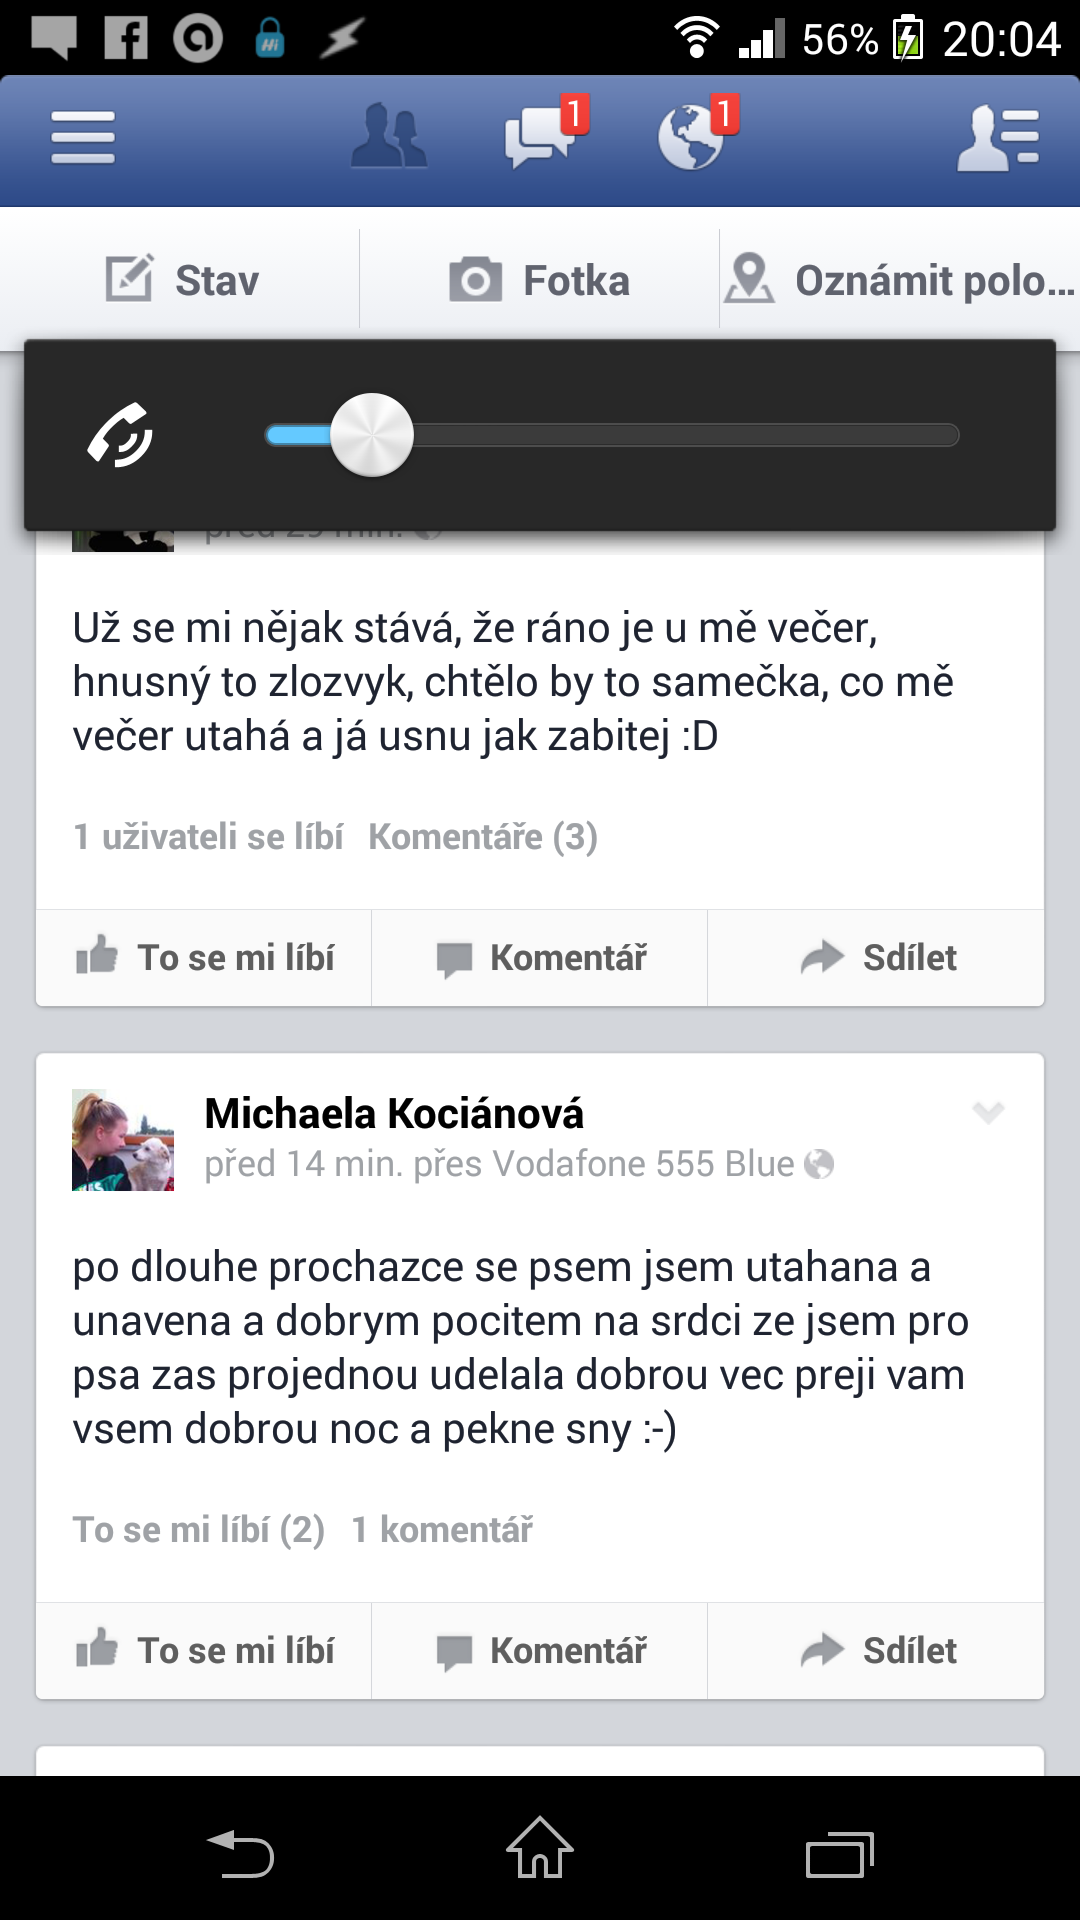 Hi
56%
20:04
1
1
Stav
Fotka
Oznámit polo...
před 29 min.
Už se mi nějak stává, že ráno je u mě večer,
hnusný to zlozvyk, chtělo by to samečka, co mě
večer utahá a já usnu jak zabitej :D
1 uživateli se líbí Komentáře (3)
To se mi líbí
Komentář
Sdílet
Michaela Kociánová
před 14 min. přes Vodafone 555 Blue
po dlouhe prochazce se psem jsem utahana a
unavena a dobrym pocitem na srdci ze jsem pro
psa zas projednou udelala dobrou vec preji vam
vsem dobrou noc a pekne sny :-)
To se mi líbí (2) 1 komentář
To se mi líbí
Komentář
Sdílet